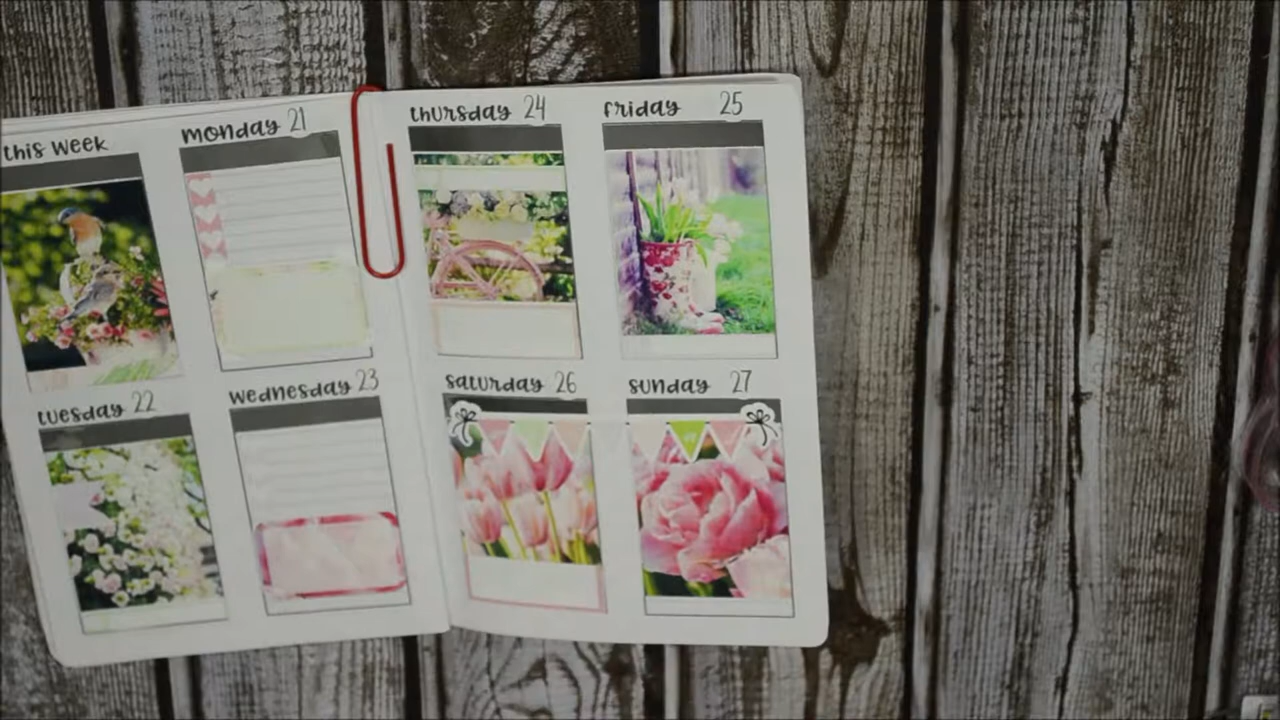 this week
monday 21
tuesday 22
wednesday 23
thursday 24
friday 25
saturday 26
sunday 27